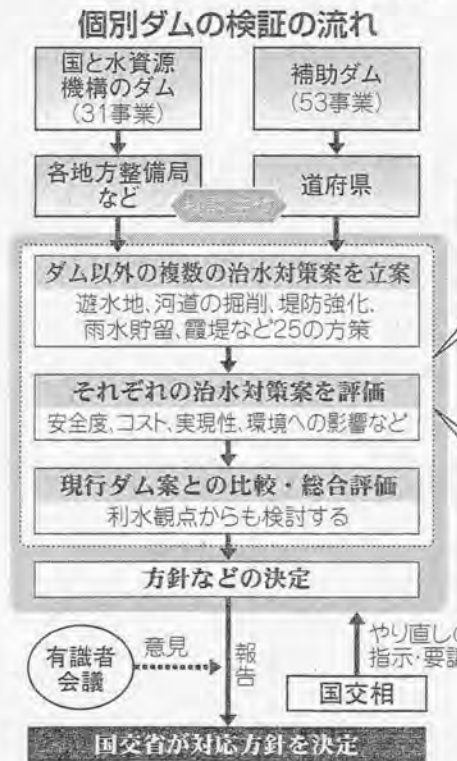 個別ダムの検証の流れ
国と水資源
機構のダム
(31事業)
補助ダム
(53事業)
各地方整備局
など
道府県
ダム以外の複数の治水対策案を立案
遊水地、河道の掘削、堤防強化、
雨水貯留、霞堤など25の方策
それぞれの治水対策案を評価
安全度、コスト、実現性、環境への影響など
現行ダム案との比較・総合評価
利水観点からも検討する
方針などの決定
有識者
会議
意見
報告
やり直しの
指示・要請
国交相
国交省が対応方針を決定